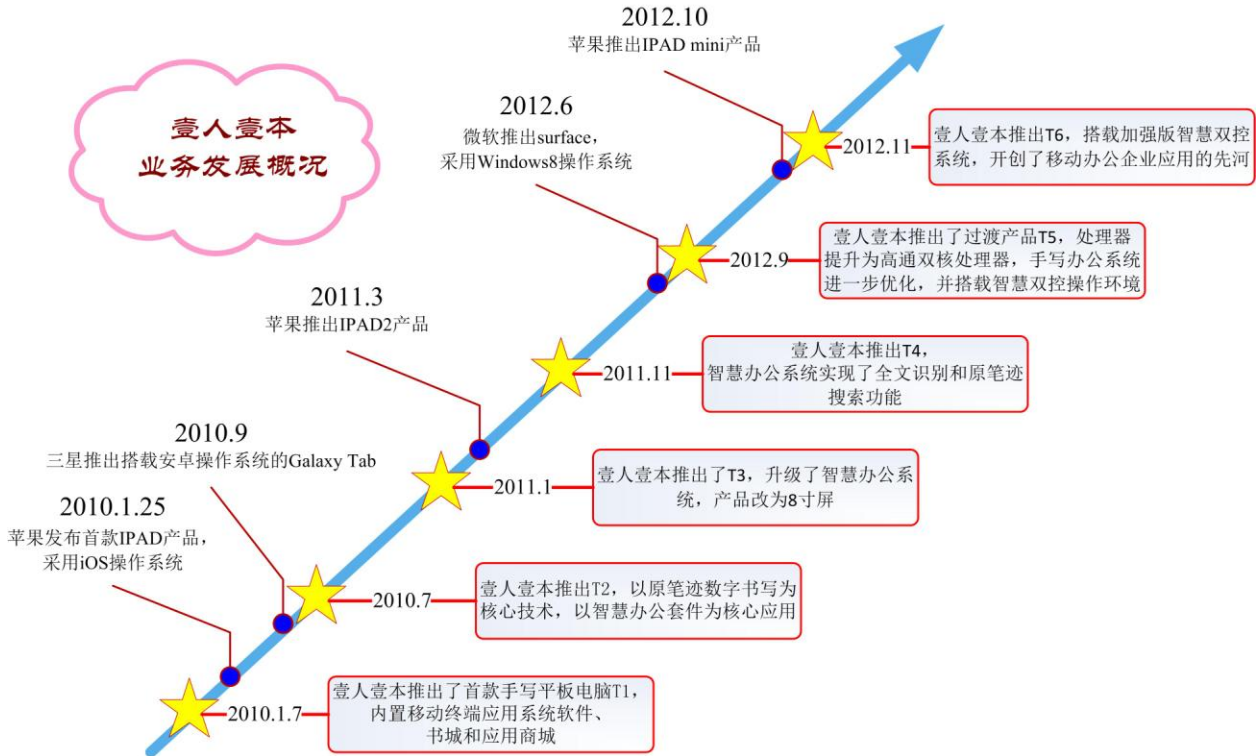 2012.10
苹果推出IPAD mini产品
壹人壹本
业务发展概况
2012.6
微软推出surface，
采用Windows8操作系统
2012.11
壹人壹本推出T6，搭载加强版智慧双控
系统，开创了移动办公企业应用的先河
2012.9
壹人壹本推出了过渡产品T5，处理器
提升为高通双核处理器，手写办公系统
进一步优化，并搭载智慧双控操作环境
2011.3
苹果推出IPAD2产品
2011.11
壹人壹本推出T4，
智慧办公系统实现了全文识别和原笔迹
搜索功能
2010.9
三星推出搭载安卓操作系统的Galaxy Tab
2011.1
壹人壹本推出了T3，升级了智慧办公系
统，产品改为8寸屏
2010.1.25
苹果发布首款IPAD产品，
采用iOS操作系统
2010.7
壹人壹本推出T2，以原笔迹数字书写为
核心技术，以智慧办公套件为核心应用
2010.1.7
壹人壹本推出了首款手写平板电脑T1，
内置移动终端应用系统软件、
书城和应用商城